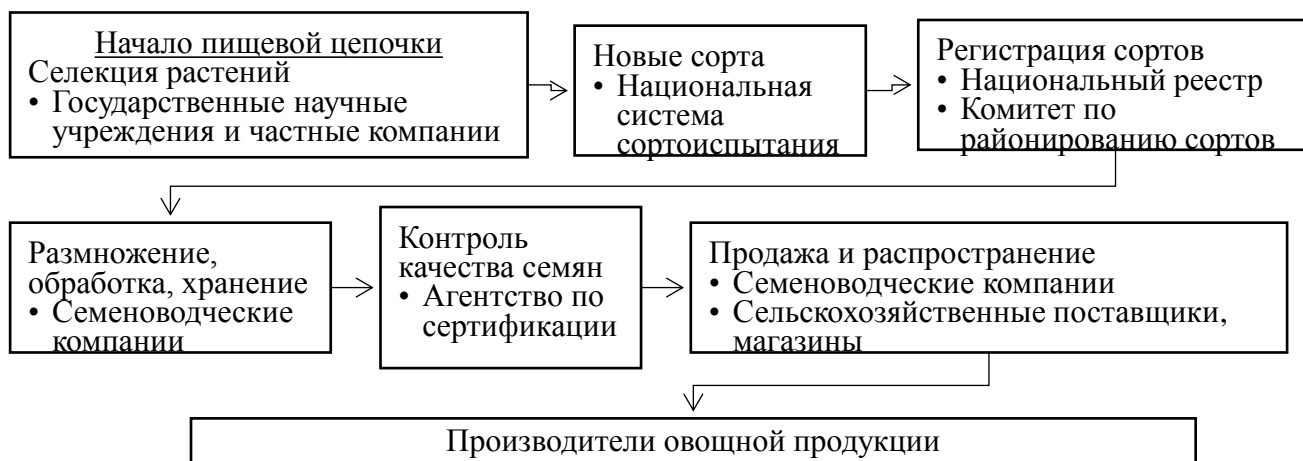 Начало пищевой цепочки
Селекция растений
• Государственные научные
учреждения и частные компании
Новые сорта
• Национальная
система
сортоиспытания
Регистрация сортов
• Национальный реестр
• Комитет по
районированию сортов
Размножение,
обработка, хранение
• Семеноводческие
компании
Контроль
качества семян
• Агентство по
сертификации
Продажа и распространение
• Семеноводческие компании
• Сельскохозяйственные поставщики,
магазины
Производители овощной продукции